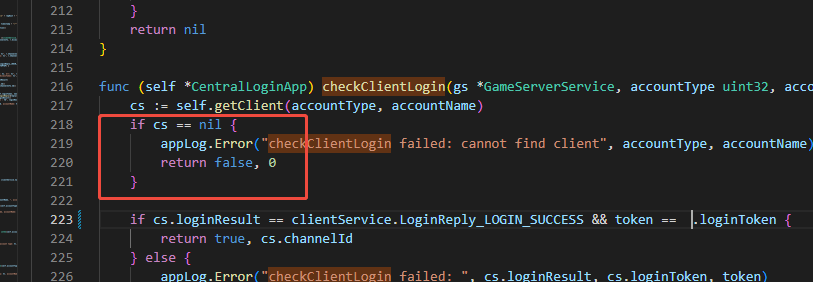 212 }
213 return nil
214 }
215
216 func (self *CentralLoginApp) checkClientLogin(gs *GameServerService, accountType uint32, acco
217 cs := self.getClient(accountType, accountName)
218 if cs == nil {
219 appLog.Error("checkClientLogin failed: cannot find client", accountType, accountName)
220 return false, 0
221 }
222
223 if cs.loginResult == clientService.LoginReply_LOGIN_SUCCESS && token == .loginToken {
224 return true, cs.channelId
225 } else {
226 appLog.Error("checkClientLogin failed: ", cs.loginResult, cs.loginToken, token)